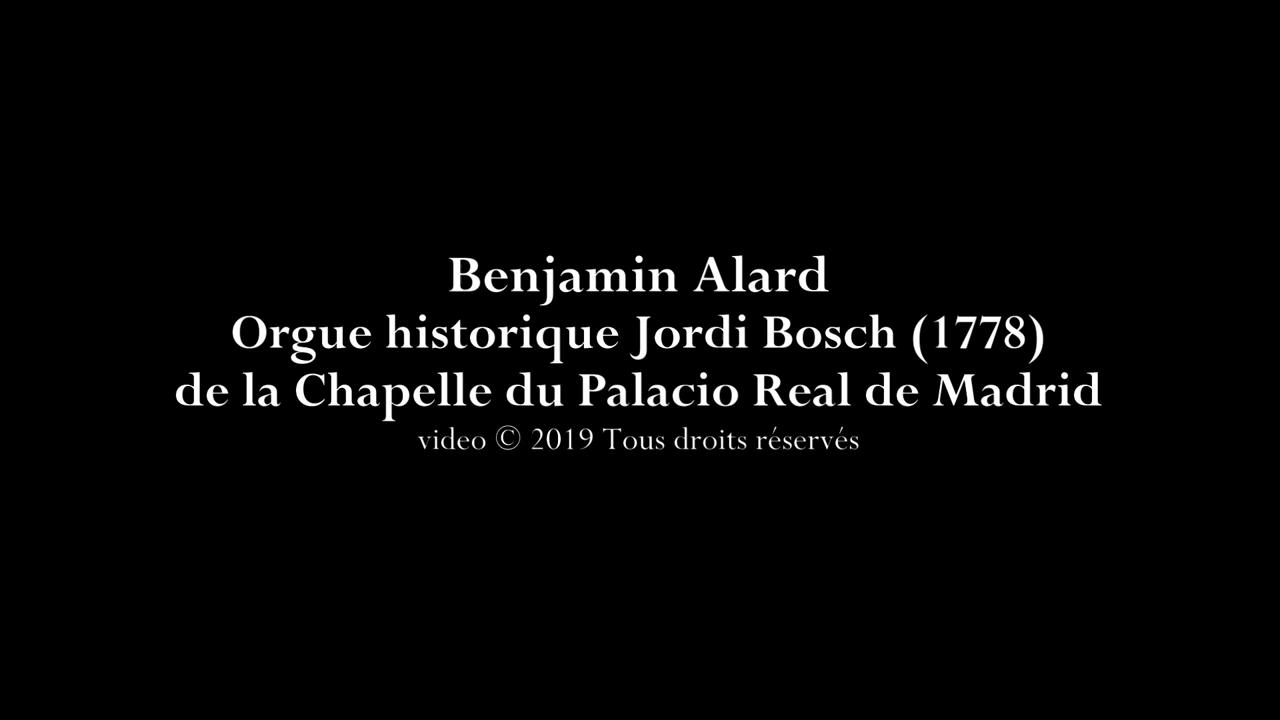 Benjamin Alard
Orgue historique Jordi Bosch (1778)
de la Chapelle du Palacio Real de Madrid
video © 2019 Tous droits réservés